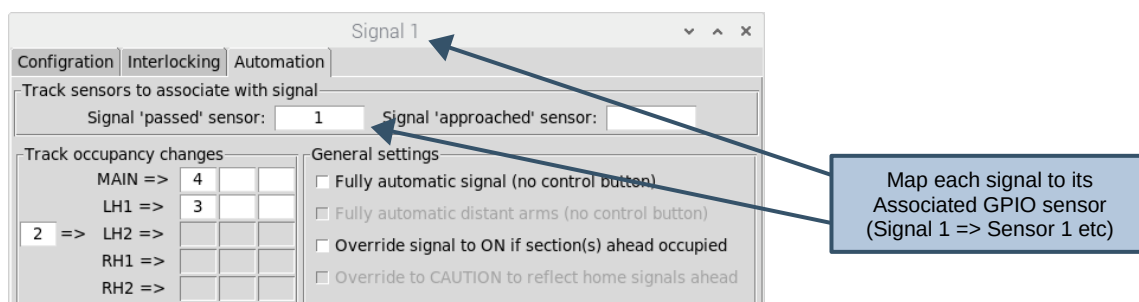 Signal 1
Configration Interlocking Automation
Track sensors to associate with signal
Signal 'passed' sensor: 1 Signal 'approached' sensor:
Track occupancy changes
MAIN => 4
LH1 => 3
2 => LH2 =>
RH1 =>
RH2 =>
General settings
Fully automatic signal (no control button)
Fully automatic distant arms (no control button)
Override signal to ON if section(s) ahead occupied
Override to CAUTION to reflect home signals ahead
Map each signal to its
Associated GPIO sensor
(Signal 1 => Sensor 1 etc)